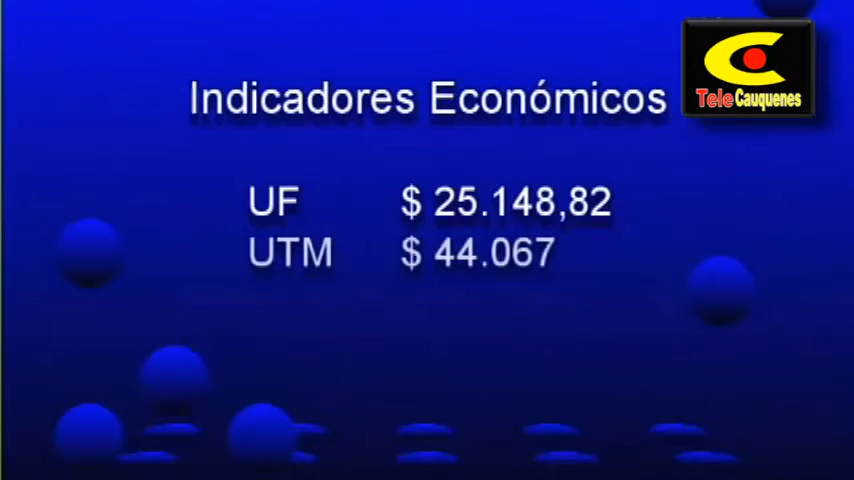 Indicadores Económicos
Tele Cauquenes
UF $ 25.148,82
UTM $ 44.067